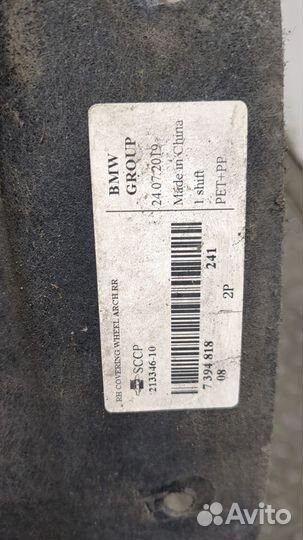 BMW
GROUP
24.07.2019
Made in China
1 shift
PET+PP
RH COVERING WHEEL ARCH RR
SCCP
213346-10
241
7 394 818
08
2P
Avito